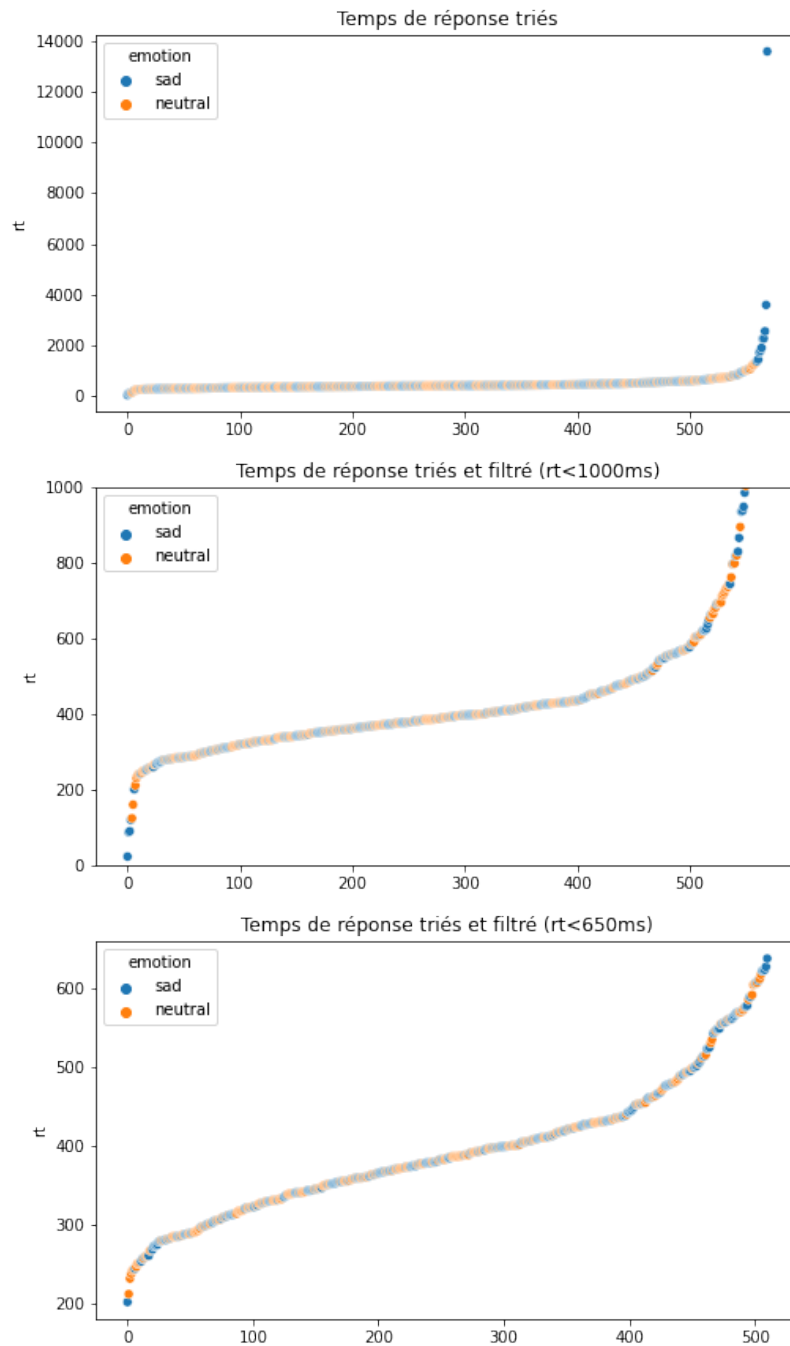 Temps de réponse triés
14000
12000
10000
8000
6000
4000
2000
0
rt
emotion
sad
neutral
0 100 200 300 400 500
Temps de réponse triés et filtré (rt<1000ms)
1000
800
600
400
200
0
rt
emotion
sad
neutral
0 100 200 300 400 500
Temps de réponse triés et filtré (rt<650ms)
600
500
400
300
200
rt
emotion
sad
neutral
0 100 200 300 400 500